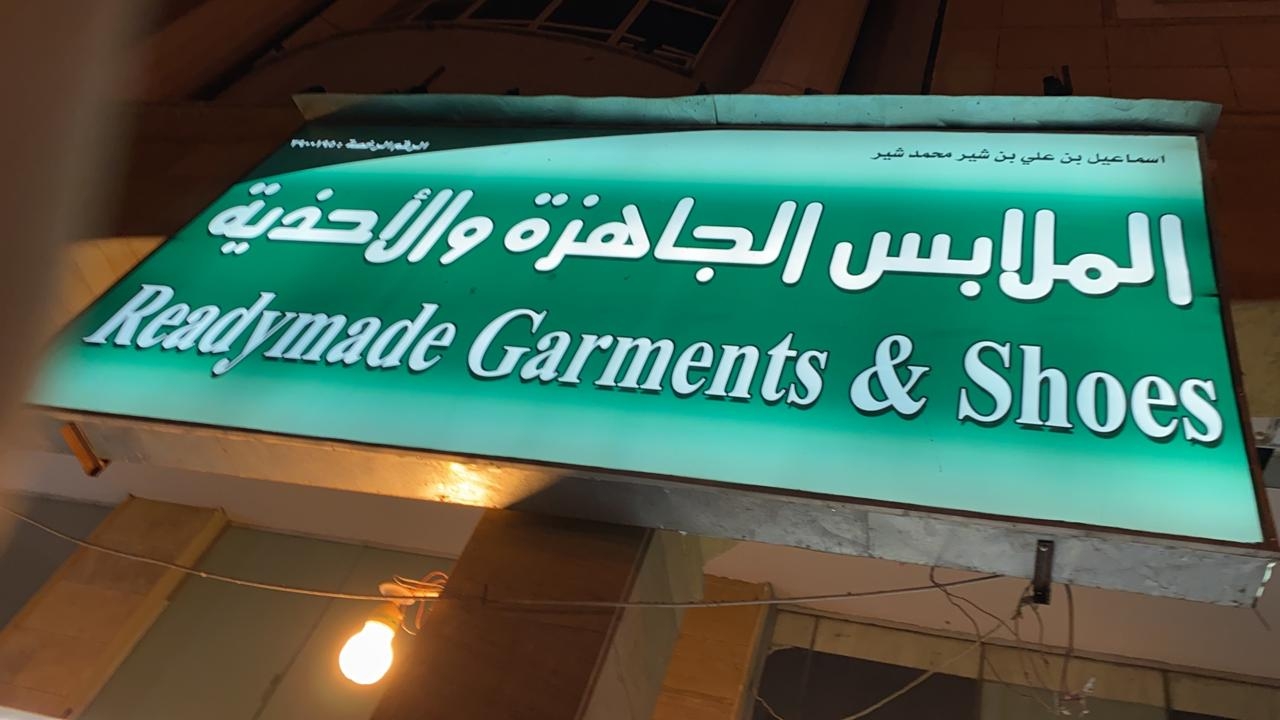 اسماعيل بن علي بن شير محمد شير
الملابس الجاهزة والأحذية
Readymade Garments & Shoes